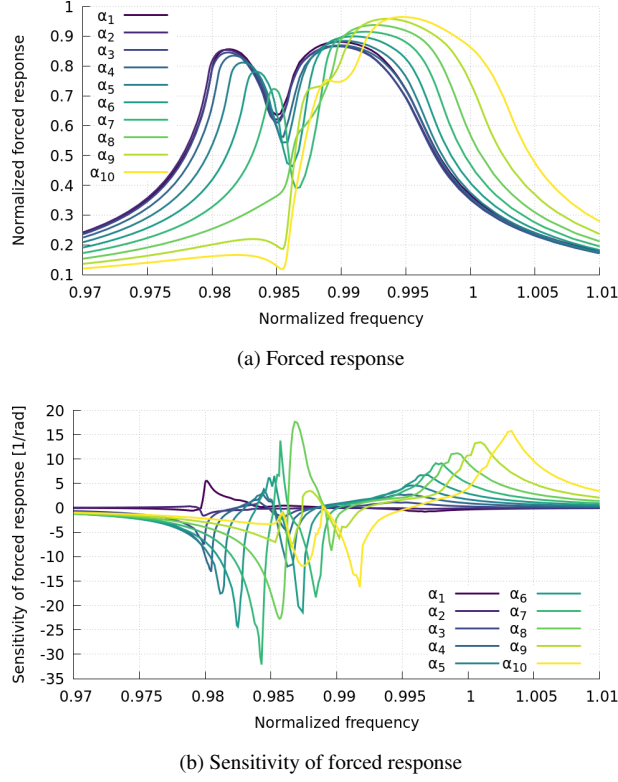 Normalized forced response
1
0.9
0.8
0.7
0.6
0.5
0.4
0.3
0.2
0.1
α1
α2
α3
α4
α5
α6
α7
α8
α9
α10
0.97 0.975 0.98 0.985 0.99 0.995 1 1.005 1.01
Normalized frequency
(a) Forced response
Sensitivity of forced response [1/rad]
20
15
10
5
0
-5
-10
-15
-20
-25
-30
-35
α1 α6
α2 α7
α3 α8
α4 α9
α5 α10
0.97 0.975 0.98 0.985 0.99 0.995 1 1.005 1.01
Normalized frequency
(b) Sensitivity of forced response